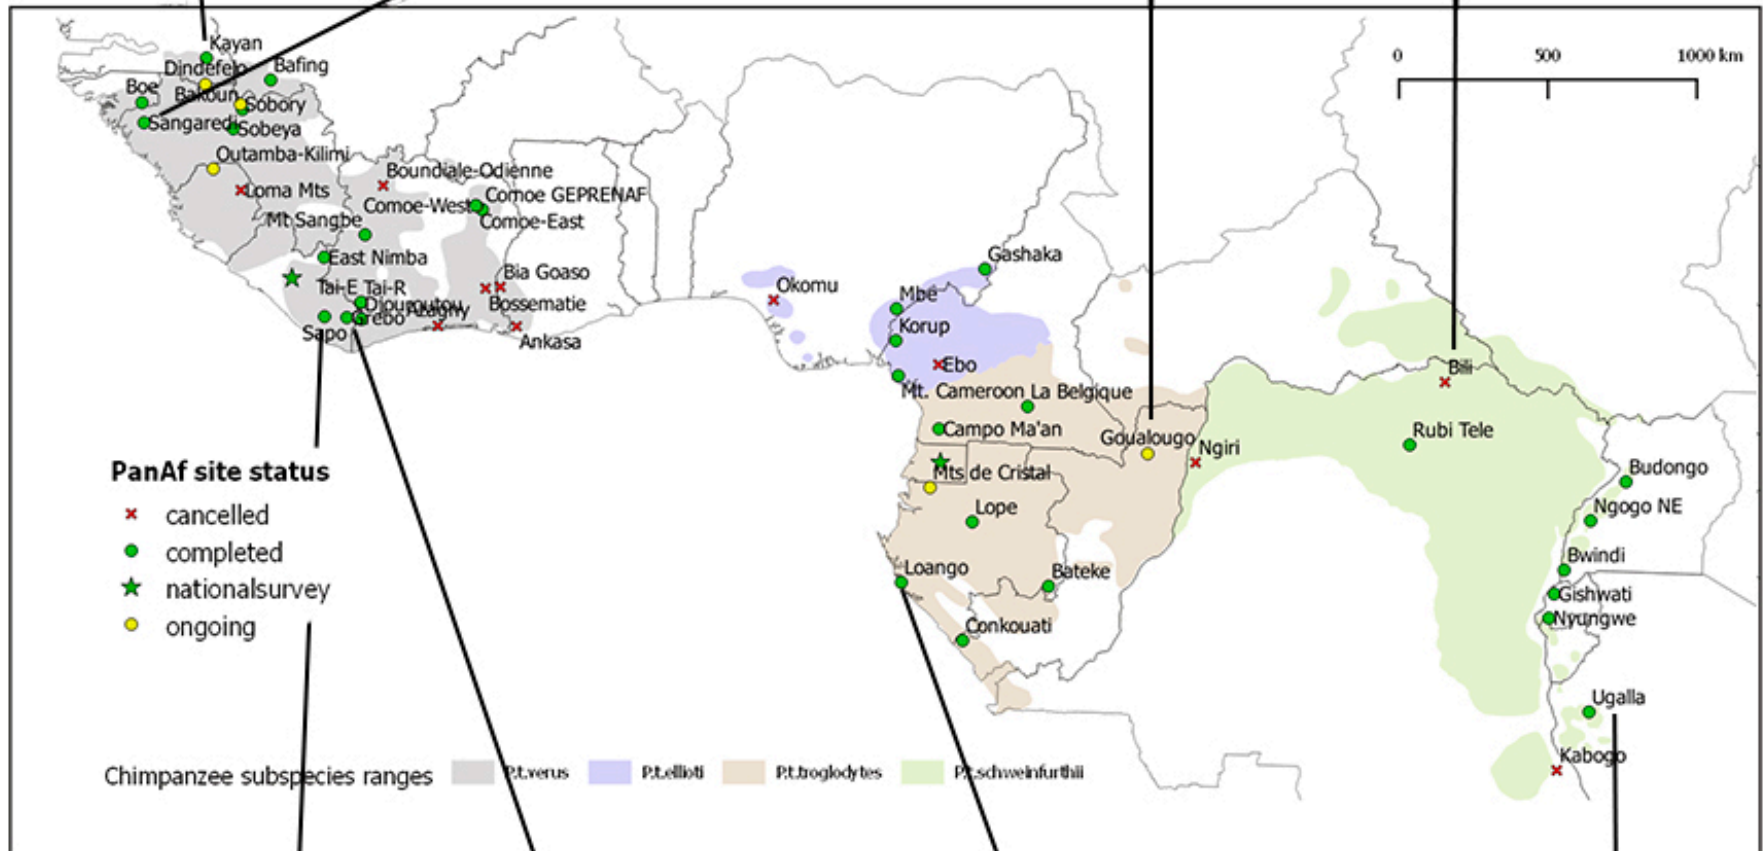 Kayan
0 500 1000 km
Dindefelo
Bafing
Boe
Bakoun
Sobory
Sangaredi
Sobeya
Outamba-Kilimi
Loma Mts
Boundiale-Odienne
Comoe GEPRENAF
Comoe-West
Comoe-East
Mt Sangbe
East Nimba
Gashaka
Bia Goaso
Tai-E Tai-R
Okomu
Mbe
Djouroutou
Bossematie
Azagny
Grebo
Sapo
Korup
Ankasa
Ebo
Bili
Mt. Cameroon
La Belgique
Campo Ma'an
Goualougo
Ngiri
Rubi Tele
Mts de Cristal
Budongo
PanAf site status
cancelled
completed
nationalsurvey
ongoing
Lope
Ngogo NE
Bwindi
Loango
Bateke
Gishwati
Nyungwe
Conkouati
Ugalla
Kabogo
Chimpanzee subspecies ranges
P.t.verus
P.t.ellioti
P.t.troglodytes
P.t.schweinfurthii